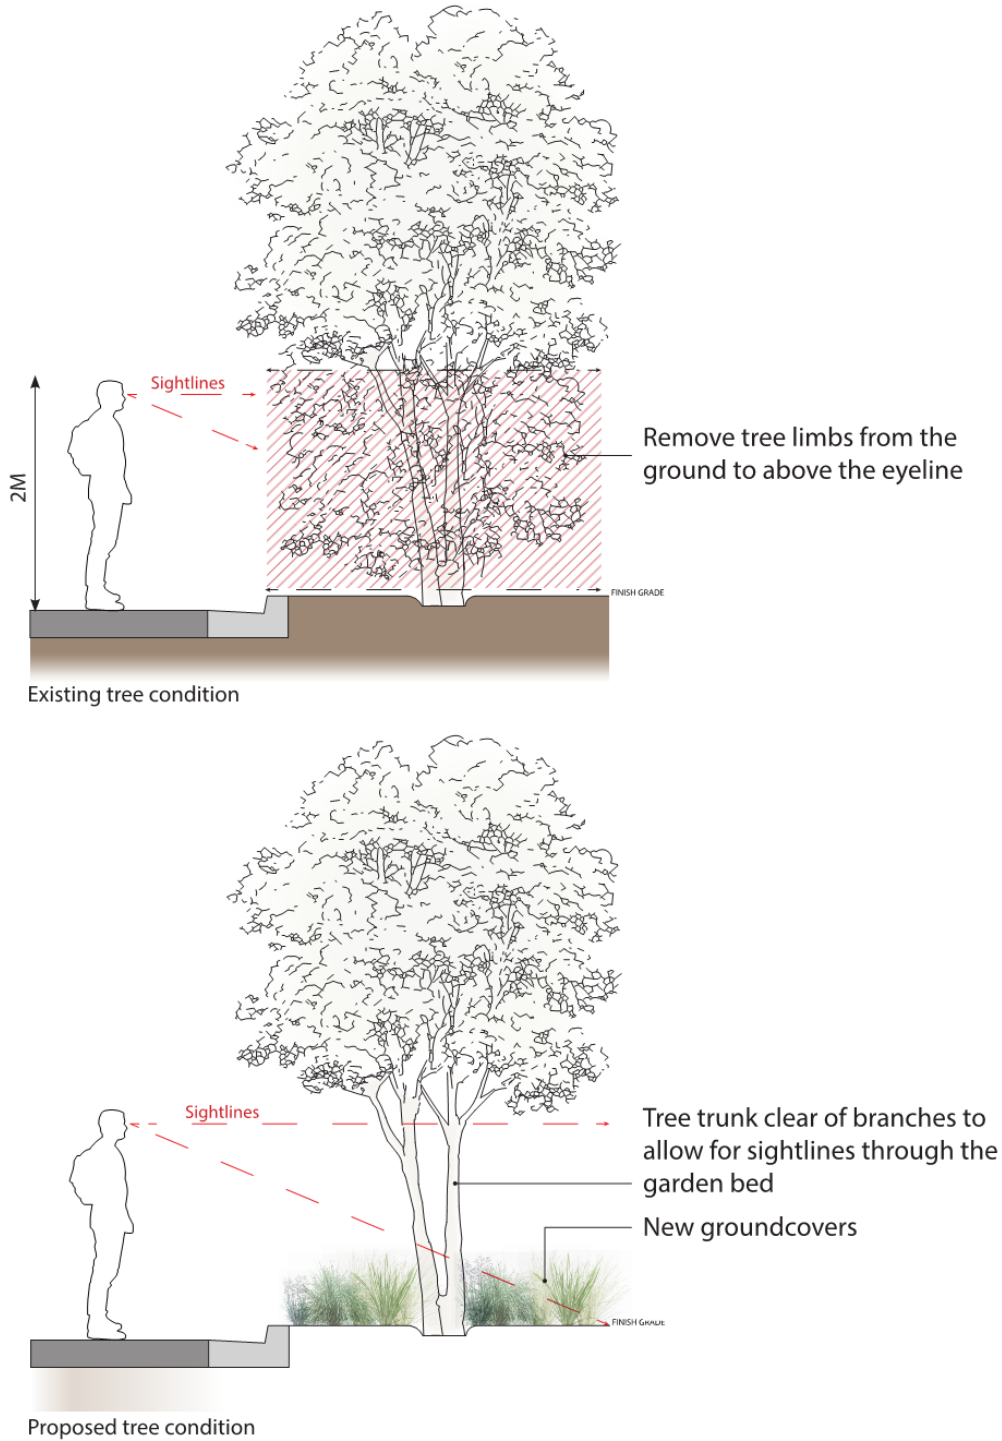 Sightlines
2M
Remove tree limbs from the
ground to above the eyeline
FINISH GRADE
Existing tree condition
Sightlines
Tree trunk clear of branches to
allow for sightlines through the
garden bed
New groundcovers
FINISH GRADE
Proposed tree condition